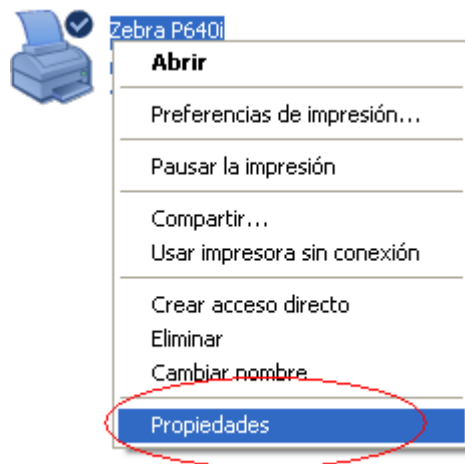 Zebra P640i
Abrir
Preferencias de impresión...
Pausar la impresión
Compartir...
Usar impresora sin conexión
Crear acceso directo
Eliminar
Cambiar nombre
Propiedades